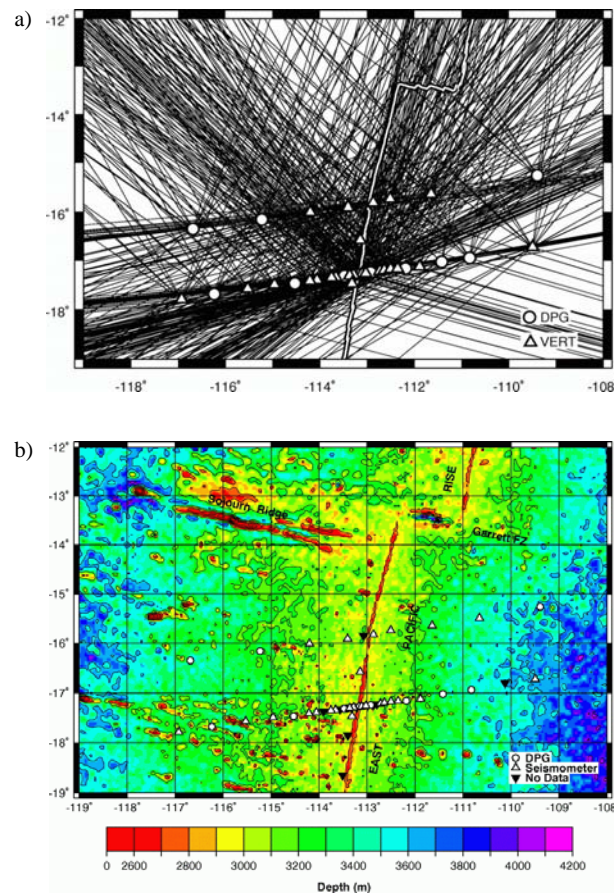 a)
-12°
-14°
-16°
-17°
-18°
DPG
VERT
-118° -116° -114° -112° -110° -108
b)
-12°
-13°
-14°
-15°
-16°
-17°
-18°
-19°
Sojourn Ridge
RISE
Garrett FZ
PACIFIC
EAST
DPG
Seismometer
No Data
-119° -118° -117° -116° -115° -114° -113° -112° -111° -110° -109° -108
0 2600 2800 3000 3200 3400 3600 3800 4000 4200
Depth (m)